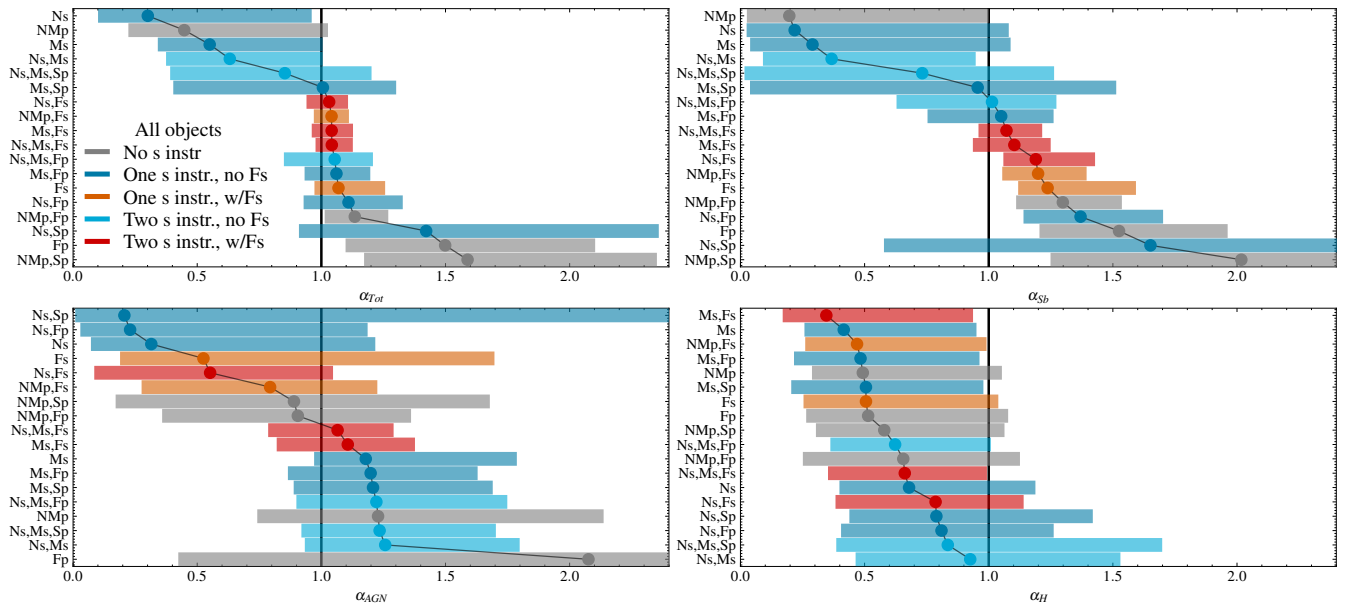 Ns
NMp
Ms
Ns,Ms
Ns,Ms,Sp
Ms,Sp
Ns,Fs
NMp,Fs
Ms,Fs
Ns,Ms,Fs
Ns,Ms,Fp
Ms,Fp
Fs
Ns,Fp
NMp,Fp
Ns,Sp
Fp
NMp,Sp
All objects
No s instr
One s instr., no Fs
One s instr., w/Fs
Two s instr., no Fs
Two s instr., w/Fs
0.0 0.5 1.0 1.5 2.0
α_Tot
NMp
Ns
Ms
Ns,Ms
Ns,Ms,Sp
Ms,Sp
Ns,Ms,Fp
Ms,Fp
Ns,Ms,Fs
Ms,Fs
Ns,Fs
NMp,Fs
Fs
NMp,Fp
Ns,Fp
Fp
Ns,Sp
NMp,Sp
0.0 0.5 1.0 1.5 2.0
α_Sb
Ns,Sp
Ns,Fp
Ns
Fs
Ns,Fs
NMp,Fs
NMp,Sp
NMp,Fp
Ns,Ms,Fs
Ms,Fs
Ms
Ms,Fp
Ms,Sp
Ns,Ms,Fp
NMp
Ns,Ms,Sp
Ns,Ms
Fp
0.0 0.5 1.0 1.5 2.0
α_AGN
Ms,Fs
Ms
NMp,Fs
Ms,Fp
NMp
Ms,Sp
Fs
Fp
NMp,Sp
Ns,Ms,Fp
NMp,Fp
Ns,Ms,Fs
Ns
Ns,Fs
Ns,Sp
Ns,Fp
Ns,Ms,Sp
Ns,Ms
0.0 0.5 1.0 1.5 2.0
α_H